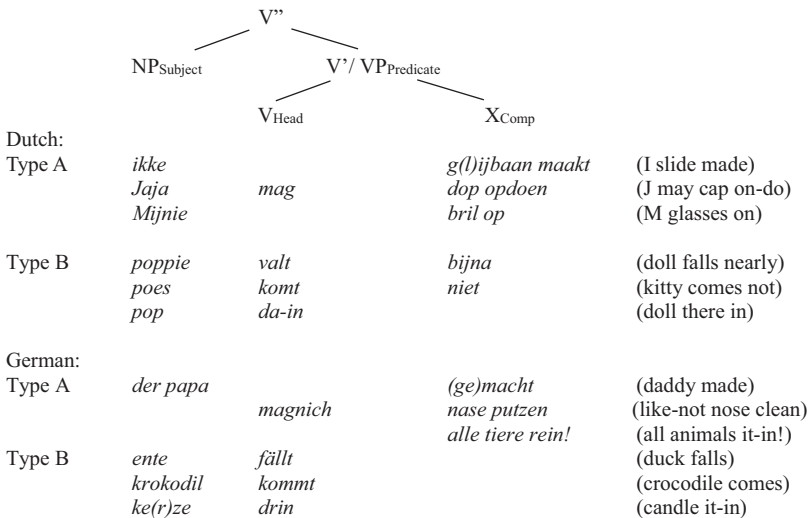 V”
NPSubject V’/ VPPredicate
VHead XComp
Dutch:
Type A ikke g(l)ijbaan maakt (I slide made)
Jaja mag dop opdoen (J may cap on-do)
Mijnie bril op (M glasses on)
Type B poppie valt bijna (doll falls nearly)
poes komt niet (kitty comes not)
pop da-in (doll there in)
German:
Type A der papa (ge)macht (daddy made)
magnich nase putzen (like-not nose clean)
alle tiere rein! (all animals it-in!)
Type B ente fällt (duck falls)
krokodil kommt (crocodile comes)
ke(r)ze drin (candle it-in)